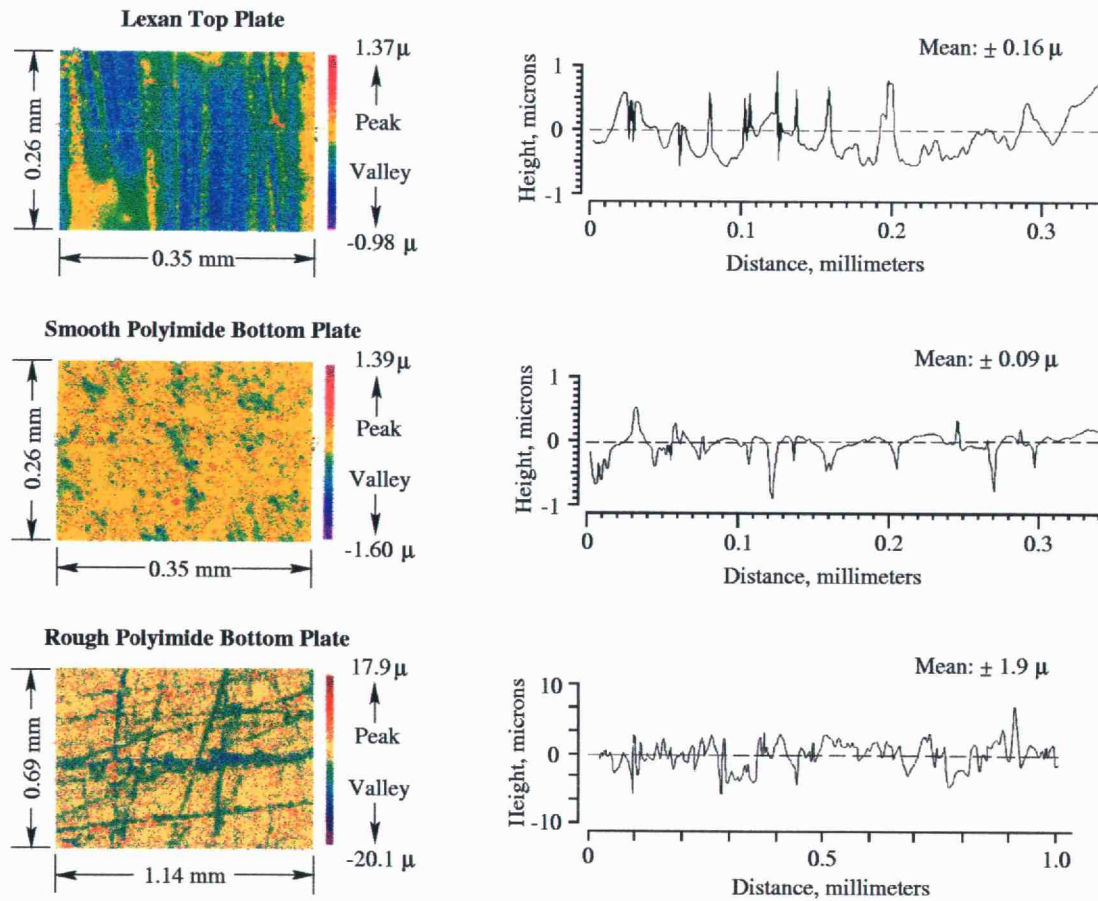 Lexan Top Plate
1.37 μ
Peak
Valley
-0.98 μ
0.26 mm
0.35 mm
Mean: ± 0.16 μ
Height, microns
1
0
-1
0 0.1 0.2 0.3
Distance, millimeters
Smooth Polyimide Bottom Plate
1.39 μ
Peak
Valley
-1.60 μ
0.26 mm
0.35 mm
Mean: ± 0.09 μ
Height, microns
1
0
-1
0 0.1 0.2 0.3
Distance, millimeters
Rough Polyimide Bottom Plate
17.9 μ
Peak
Valley
-20.1 μ
0.69 mm
1.14 mm
Mean: ± 1.9 μ
Height, microns
10
0
-10
0 0.5 1.0
Distance, millimeters